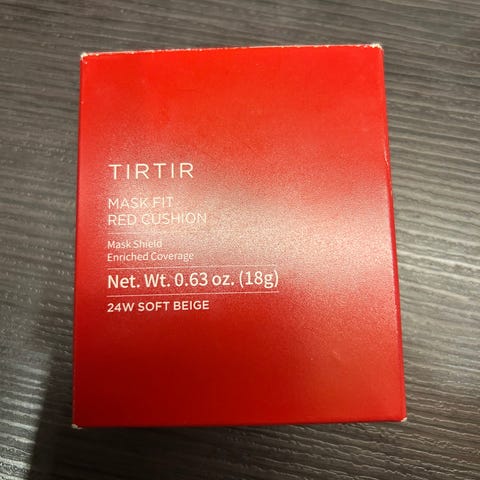 TIRTIR
MASK FIT
RED CUSHION
Mask Shield
Enriched Coverage
Net. Wt. 0.63 oz. (18g)
24W SOFT BEIGE